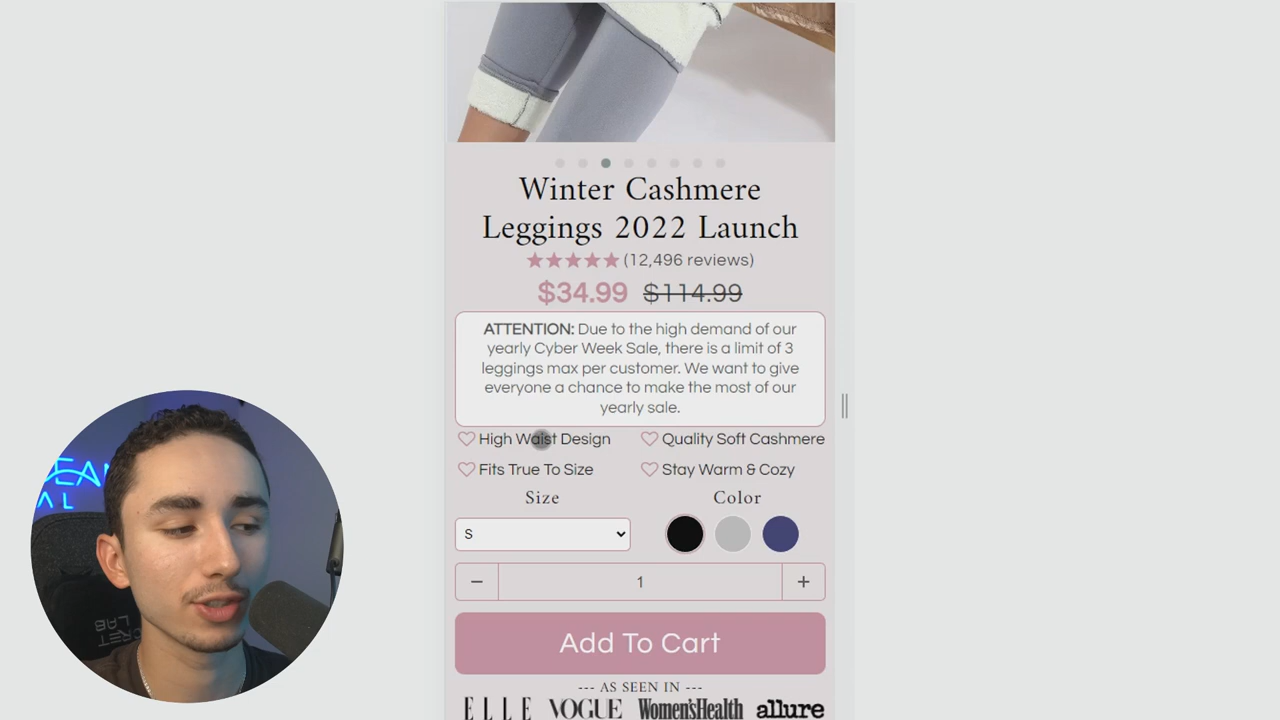 Winter Cashmere
Leggings 2022 Launch
(12,496 reviews)
$34.99 $114.99
ATTENTION: Due to the high demand of our
yearly Cyber Week Sale, there is a limit of 3
leggings max per customer. We want to give
everyone a chance to make the most of our
yearly sale.
High Waist Design
Quality Soft Cashmere
Fits True To Size
Stay Warm & Cozy
Size
Color
S
1
Add To Cart
--- AS SEEN IN ---
ELLE VOGUE Women'sHealth allure